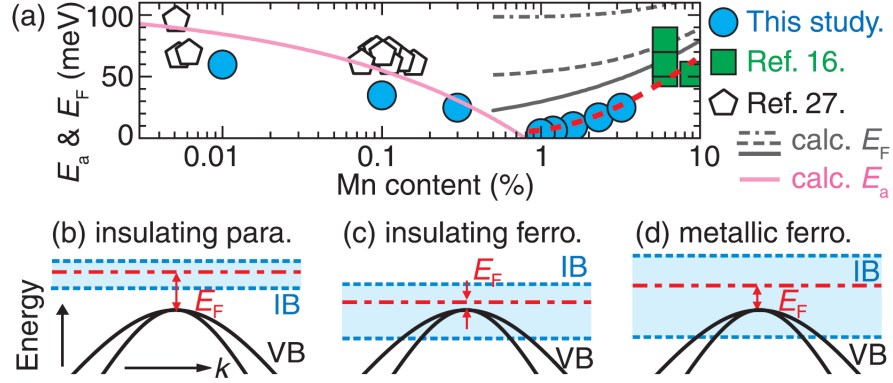 (a)
Eₐ & E_F (meV)
100
50
0
0.01
0.1
1
10
Mn content (%)
This study.
Ref. 16.
Ref. 27.
calc. E_F
calc. Eₐ
(b) insulating para.
(c) insulating ferro.
(d) metallic ferro.
Energy
k
E_F
IB
VB
E_F
IB
VB
E_F
IB
VB